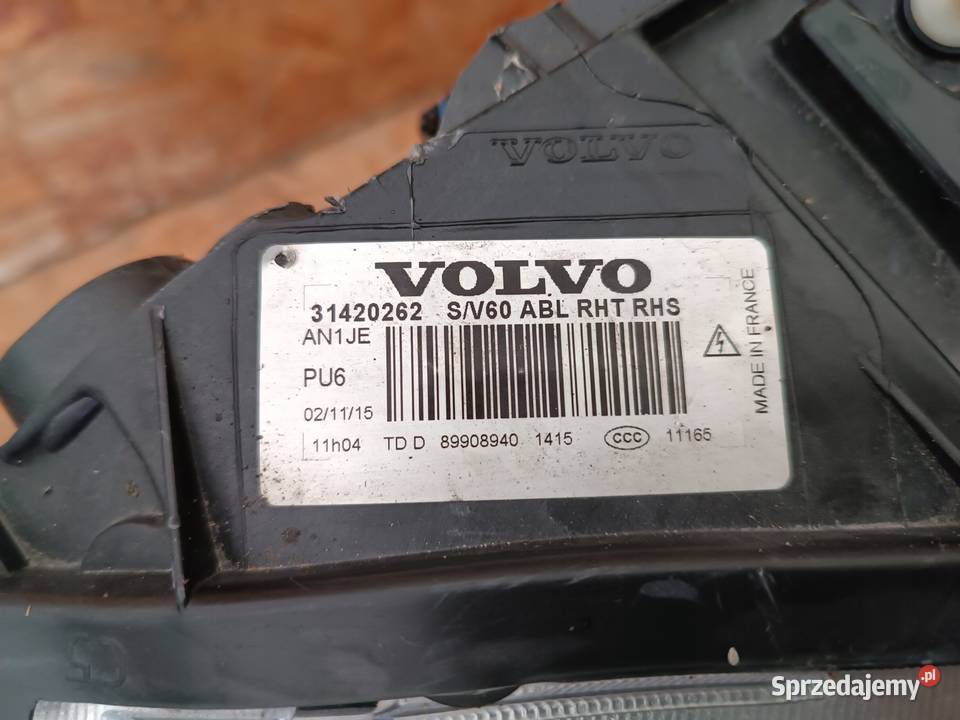 VOLVO
VOLVO
31420262 S/V60 ABL RHT RHS
AN1JE
PU6
02/11/15
11h04 TD D 89908940 1415 CCC 11165
MADE IN FRANCE
Sprzedajemy.pl